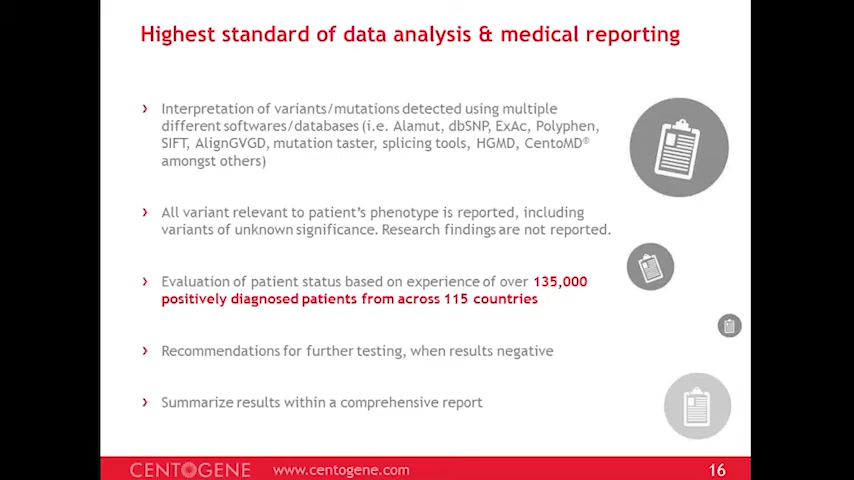 Highest standard of data analysis & medical reporting
› Interpretation of variants/mutations detected using multiple
different softwares/databases (i.e. Alamut, dbSNP, ExAc, Polyphen,
SIFT, AlignGVGD, mutation taster, splicing tools, HGMD, CentoMD®
amongst others)
› All variant relevant to patient’s phenotype is reported, including
variants of unknown significance. Research findings are not reported.
› Evaluation of patient status based on experience of over 135,000
positively diagnosed patients from across 115 countries
› Recommendations for further testing, when results negative
› Summarize results within a comprehensive report
CENTOGENE www.centogene.com 16